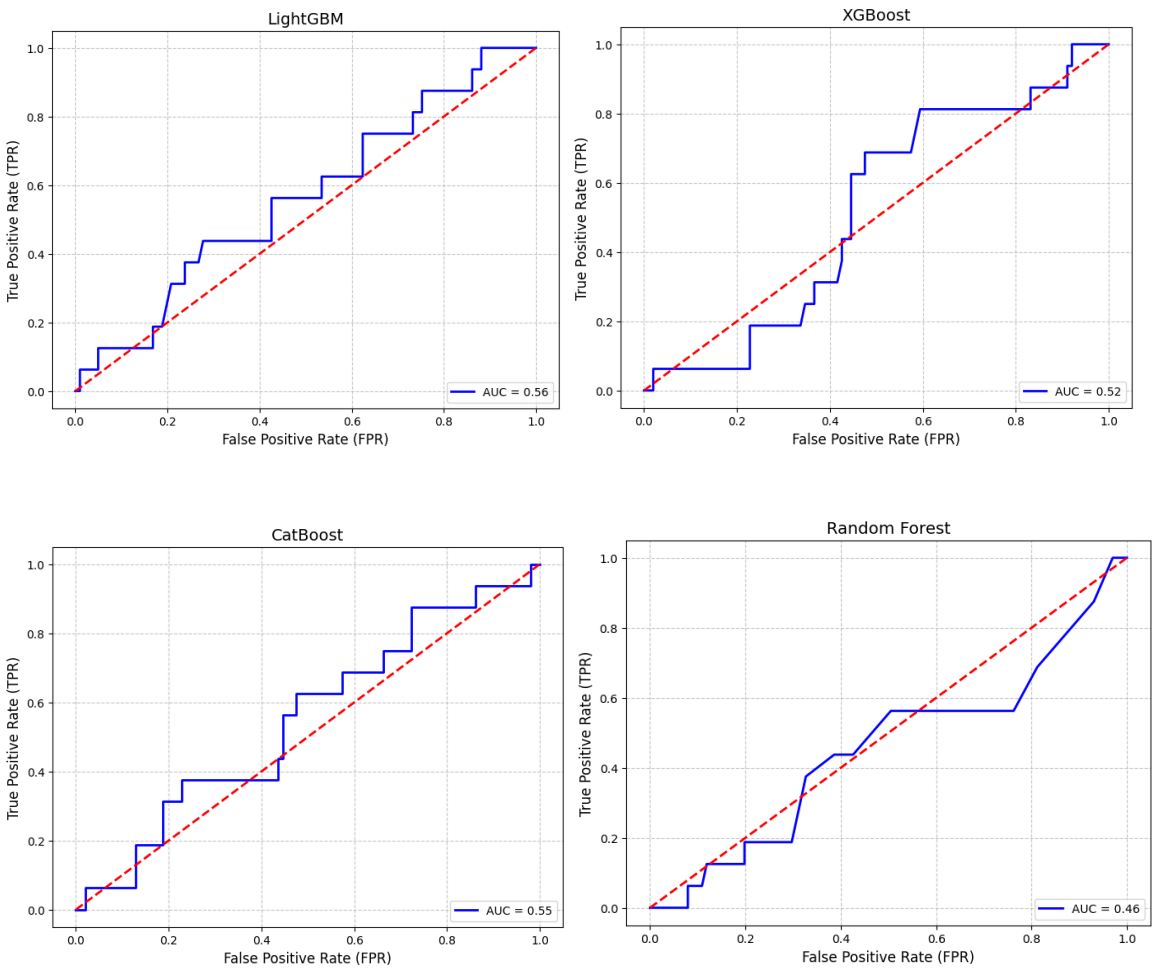 LightGBM
1.0
0.8
0.6
0.4
0.2
0.0
True Positive Rate (TPR)
AUC = 0.56
0.0 0.2 0.4 0.6 0.8 1.0
False Positive Rate (FPR)
XGBoost
1.0
0.8
0.6
0.4
0.2
0.0
True Positive Rate (TPR)
AUC = 0.52
0.0 0.2 0.4 0.6 0.8 1.0
False Positive Rate (FPR)
CatBoost
1.0
0.8
0.6
0.4
0.2
0.0
True Positive Rate (TPR)
AUC = 0.55
0.0 0.2 0.4 0.6 0.8 1.0
False Positive Rate (FPR)
Random Forest
1.0
0.8
0.6
0.4
0.2
0.0
True Positive Rate (TPR)
AUC = 0.46
0.0 0.2 0.4 0.6 0.8 1.0
False Positive Rate (FPR)